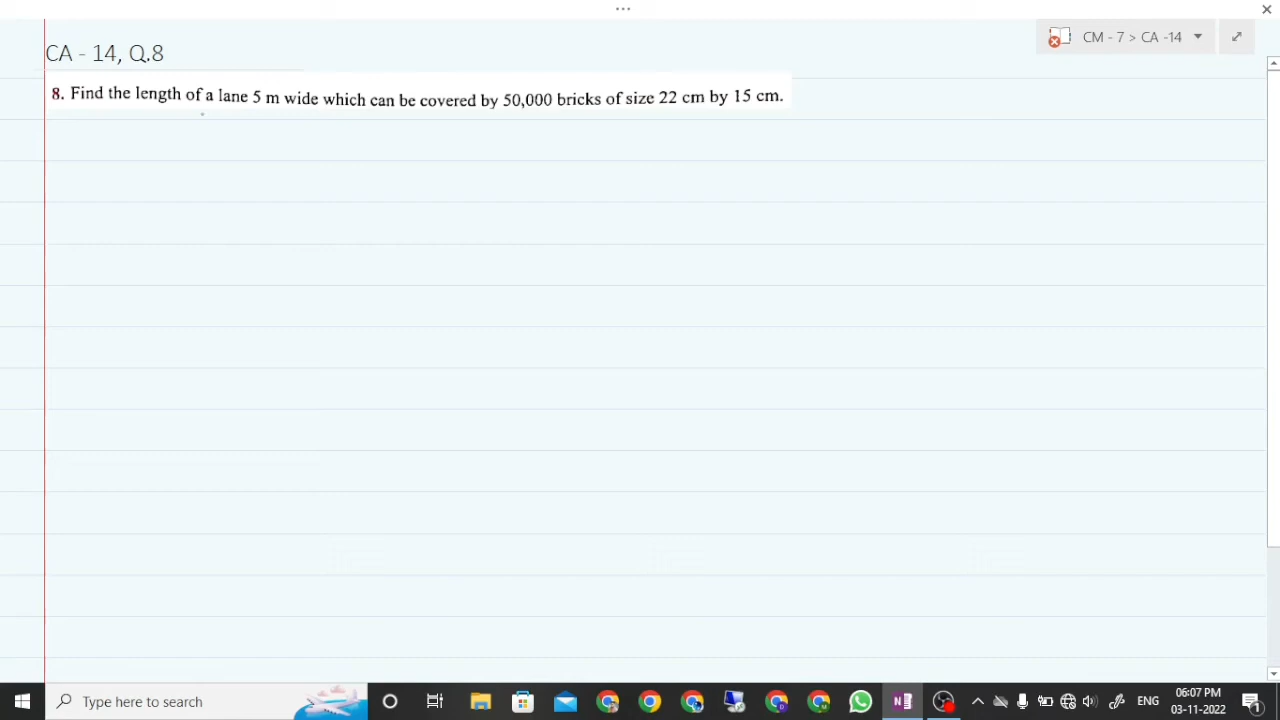 CM - 7 > CA -14
CA - 14, Q.8
8. Find the length of a lane 5 m wide which can be covered by 50,000 bricks of size 22 cm by 15 cm.
Type here to search
ENG
06:07 PM
03-11-2022
1